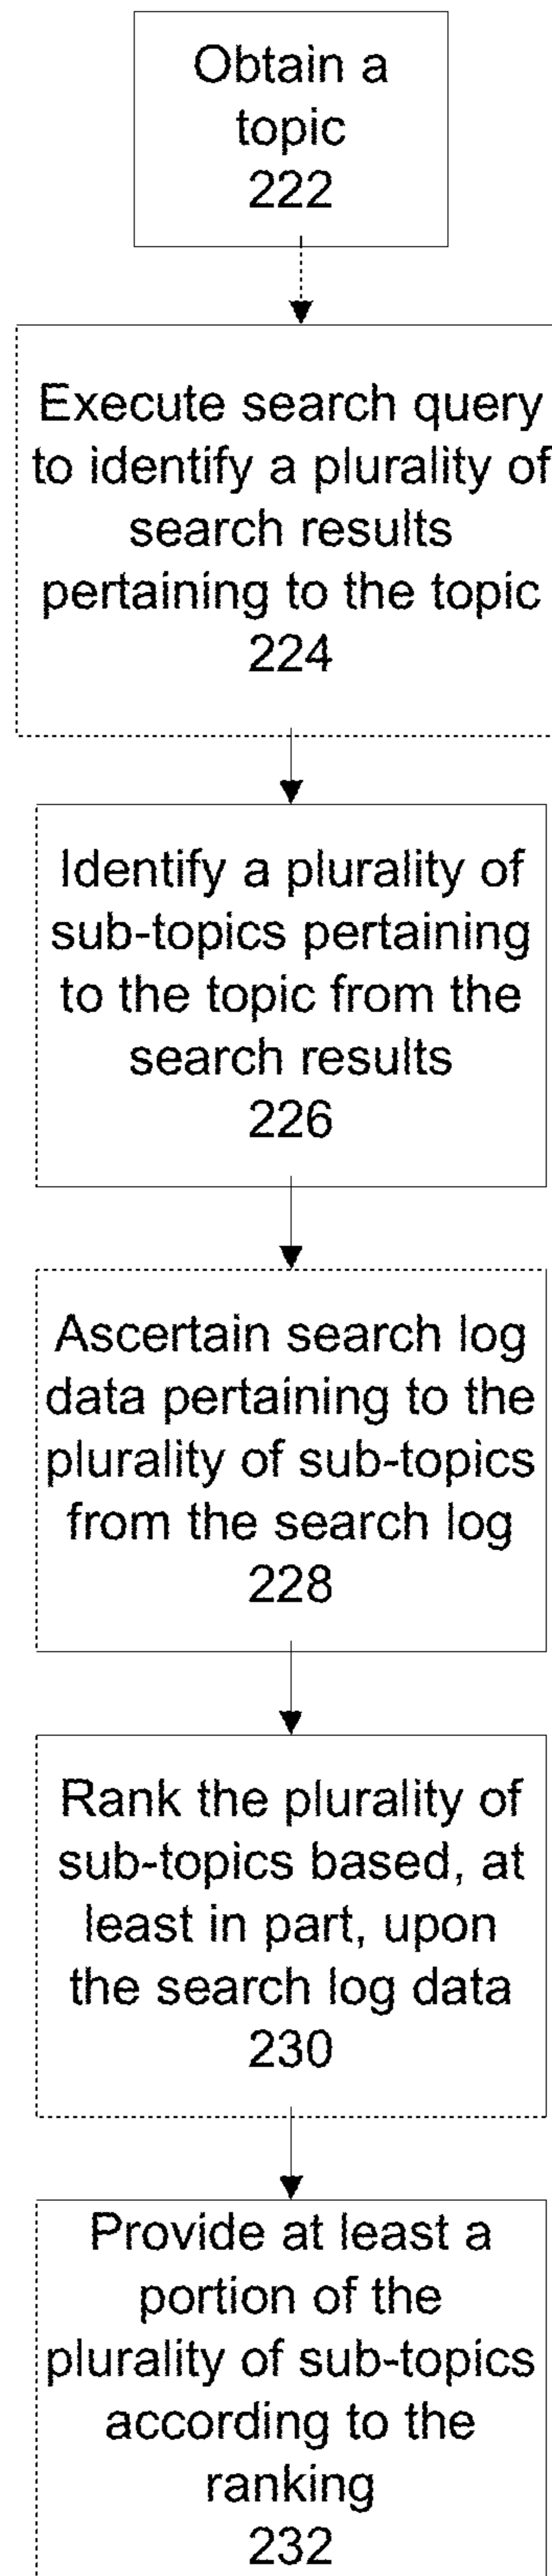 Obtain a
topic
222
Execute search query
to identify a plurality of
search results
pertaining to the topic
224
Identify a plurality of
sub-topics pertaining
to the topic from the
search results
226
Ascertain search log
data pertaining to the
plurality of sub-topics
from the search log
228
Rank the plurality of
sub-topics based, at
least in part, upon
the search log data
230
Provide at least a
portion of the
plurality of sub-topics
according to the
ranking
232